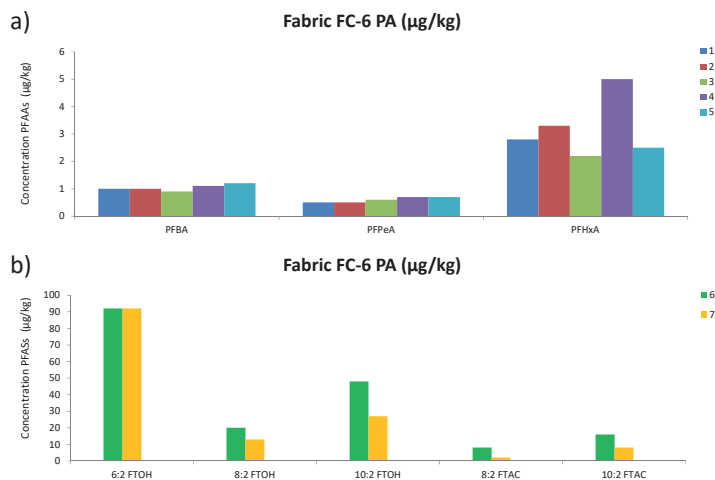 a)
Fabric FC-6 PA (µg/kg)
Concentration PFAAs (µg/kg)
6
5
4
3
2
1
0
PFBA
PFPeA
PFHxA
1
2
3
4
5
b)
Fabric FC-6 PA (µg/kg)
Concentration PFASs (µg/kg)
100
90
80
70
60
50
40
30
20
10
0
6:2 FTOH
8:2 FTOH
10:2 FTOH
8:2 FTAC
10:2 FTAC
6
7